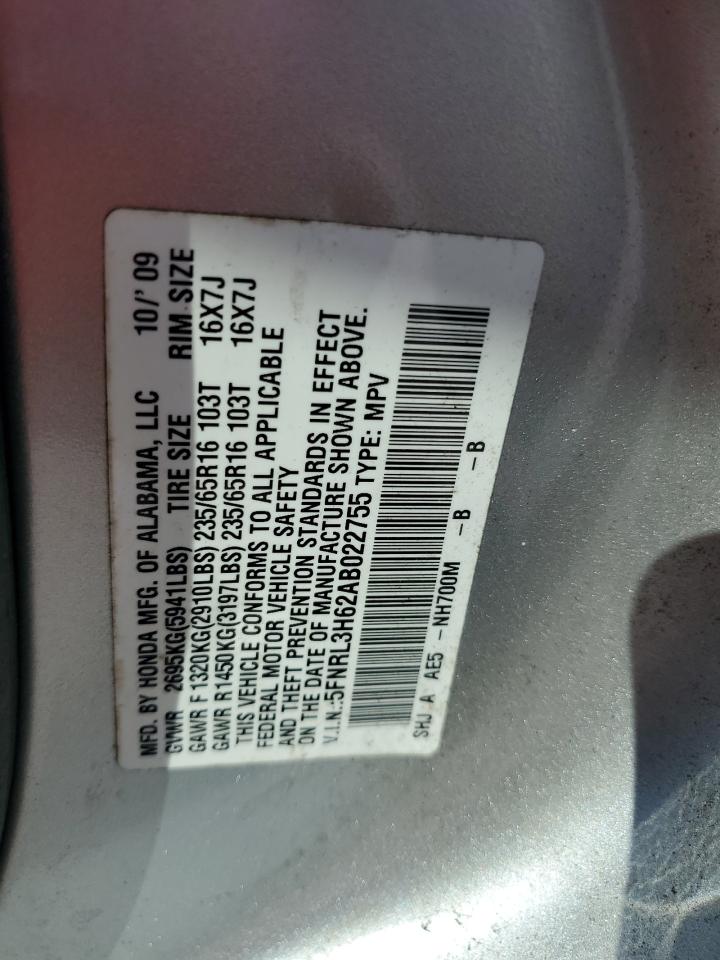 MFD. BY HONDA MFG. OF ALABAMA, LLC 10/' 09
GVWR 2695KG(5941LBS) TIRE SIZE RIM SIZE
GAWR F 1320KG(2910LBS) 235/65R16 103T 16X7J
GAWR R1450KG(3197LBS) 235/65R16 103T 16X7J
THIS VEHICLE CONFORMS TO ALL APPLICABLE
FEDERAL MOTOR VEHICLE SAFETY
AND THEFT PREVENTION STANDARDS IN EFFECT
ON THE DATE OF MANUFACTURE SHOWN ABOVE.
V.I.N.:5FNRL3H62AB022755 TYPE: MPV
SHJ A AE5 -NH700M -B -B